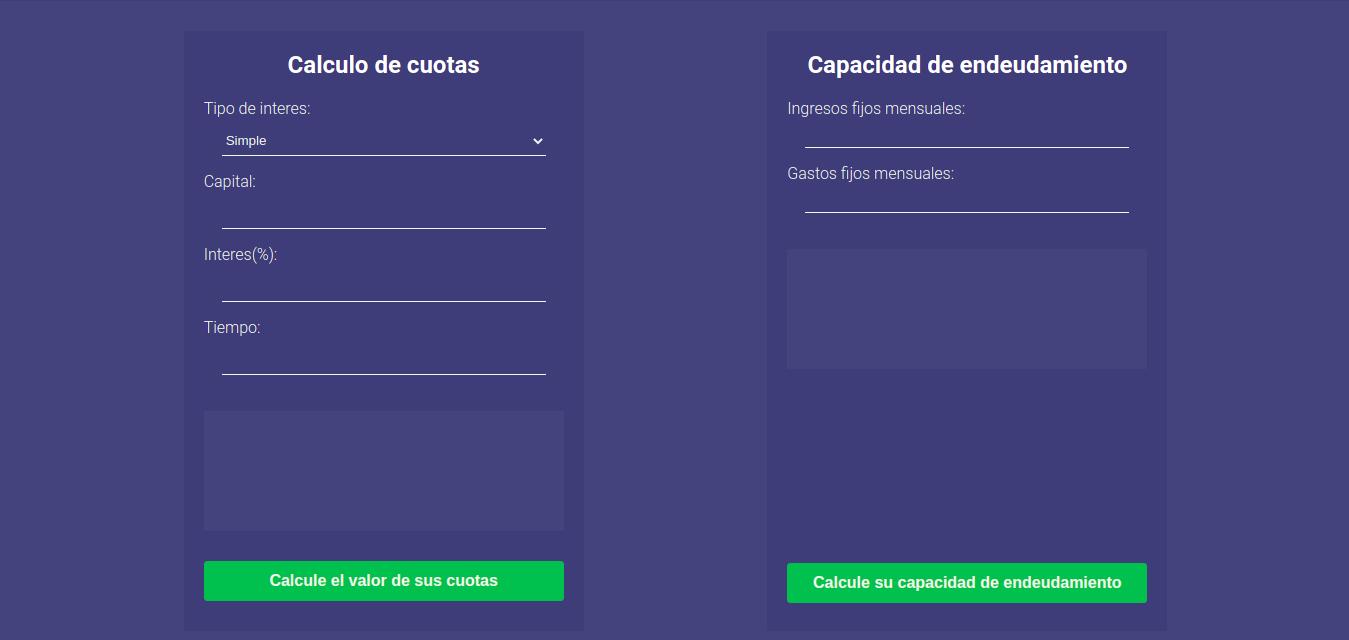 Calculo de cuotas
Tipo de interes:
Simple
Capital:
Interes(%):
Tiempo:
Calcule el valor de sus cuotas
Capacidad de endeudamiento
Ingresos fijos mensuales:
Gastos fijos mensuales:
Calcule su capacidad de endeudamiento